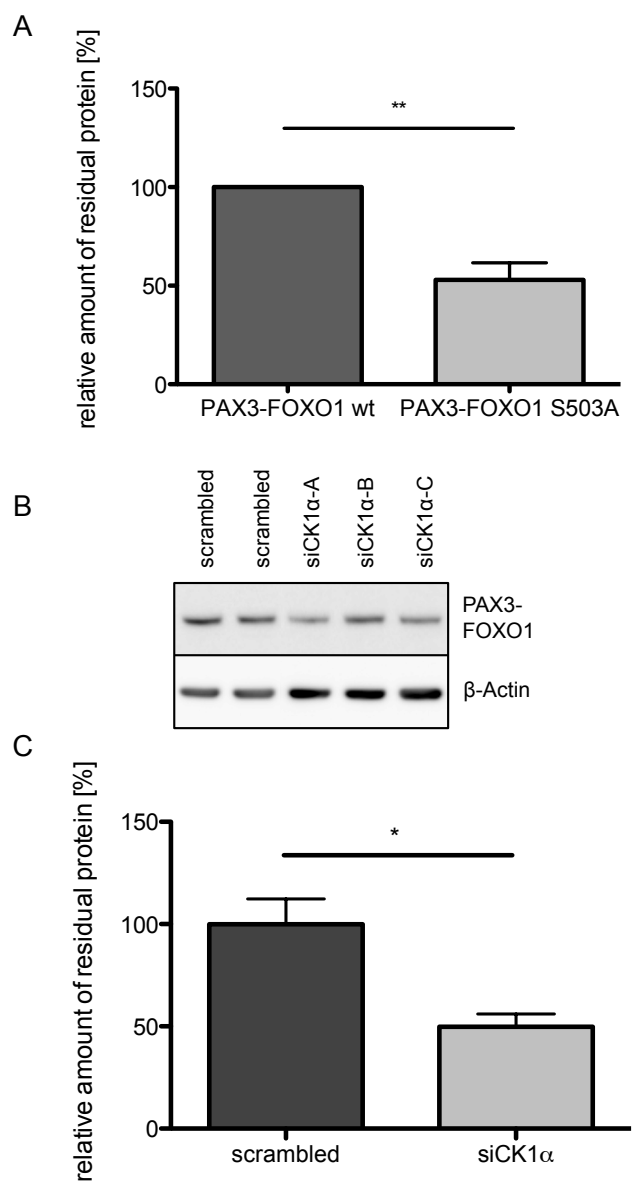 A
relative amount of residual protein [%]
150
**
100
50
0
PAX3-FOXO1 wt PAX3-FOXO1 S503A
B
scrambled
scrambled
siCK1α-A
siCK1α-B
siCK1α-C
PAX3-
FOXO1
β-Actin
C
relative amount of residual protein [%]
150
*
100
50
0
scrambled siCK1α